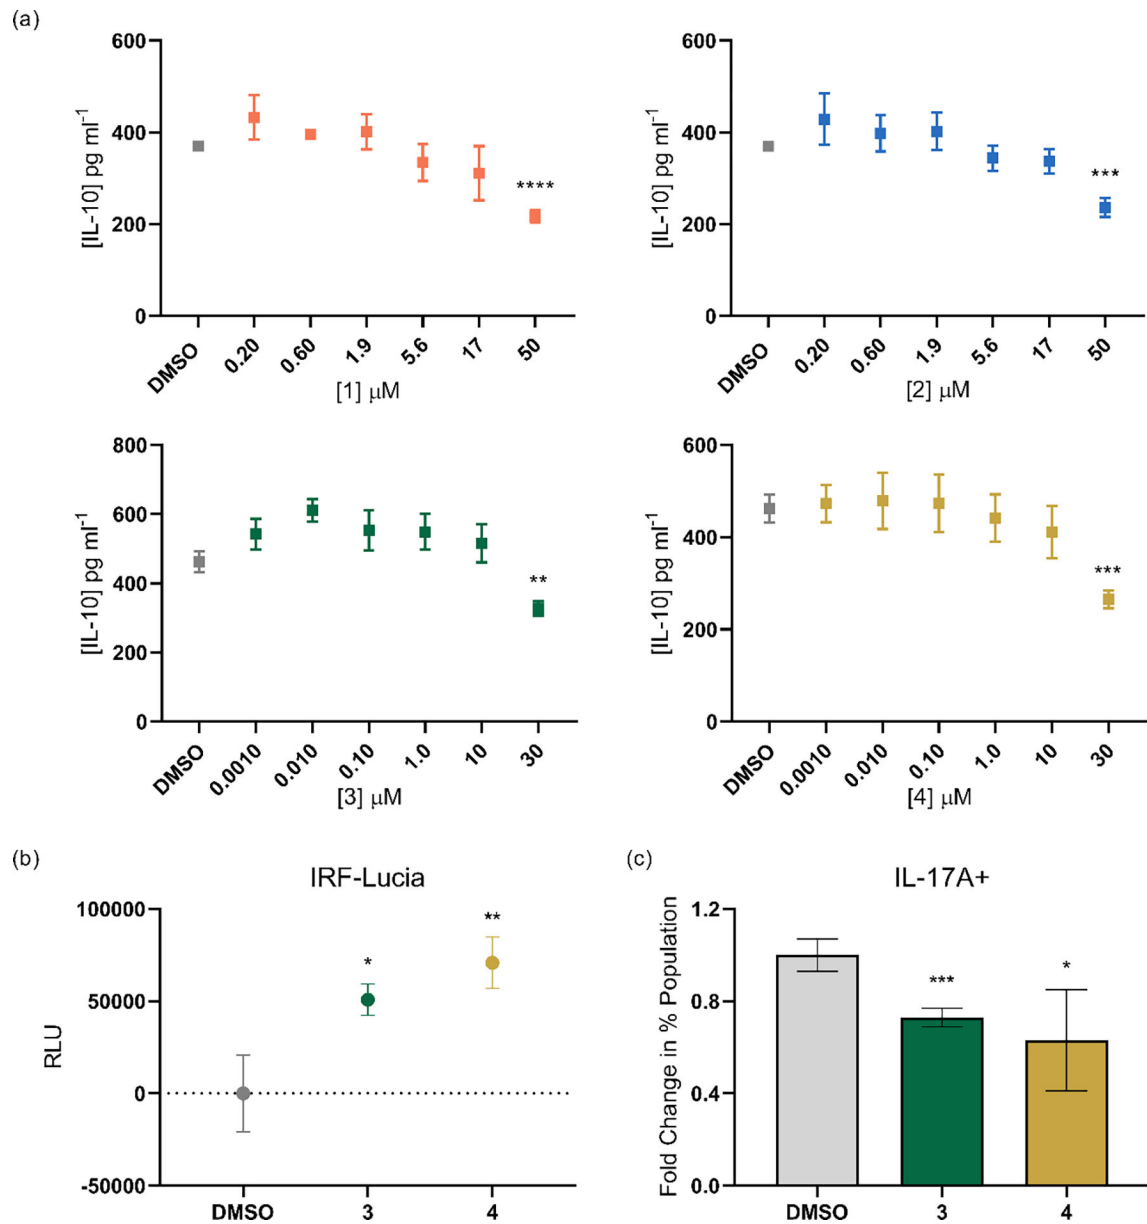 (a)
600
400
200
0
[IL-10] pg ml⁻¹
****
DMSO
0.20
0.60
1.9
5.6
17
50
[1] μM
600
400
200
0
[IL-10] pg ml⁻¹
***
DMSO
0.20
0.60
1.9
5.6
17
50
[2] μM
800
600
400
200
0
[IL-10] pg ml⁻¹
**
DMSO
0.0010
0.010
0.10
1.0
10
30
[3] μM
600
400
200
0
[IL-10] pg ml⁻¹
***
DMSO
0.0010
0.010
0.10
1.0
10
30
[4] μM
(b)
IRF-Lucia
100000
50000
0
-50000
RLU
*
**
DMSO
3
4
(c)
IL-17A+
1.2
0.8
0.4
0.0
Fold Change in % Population
***
*
DMSO
3
4